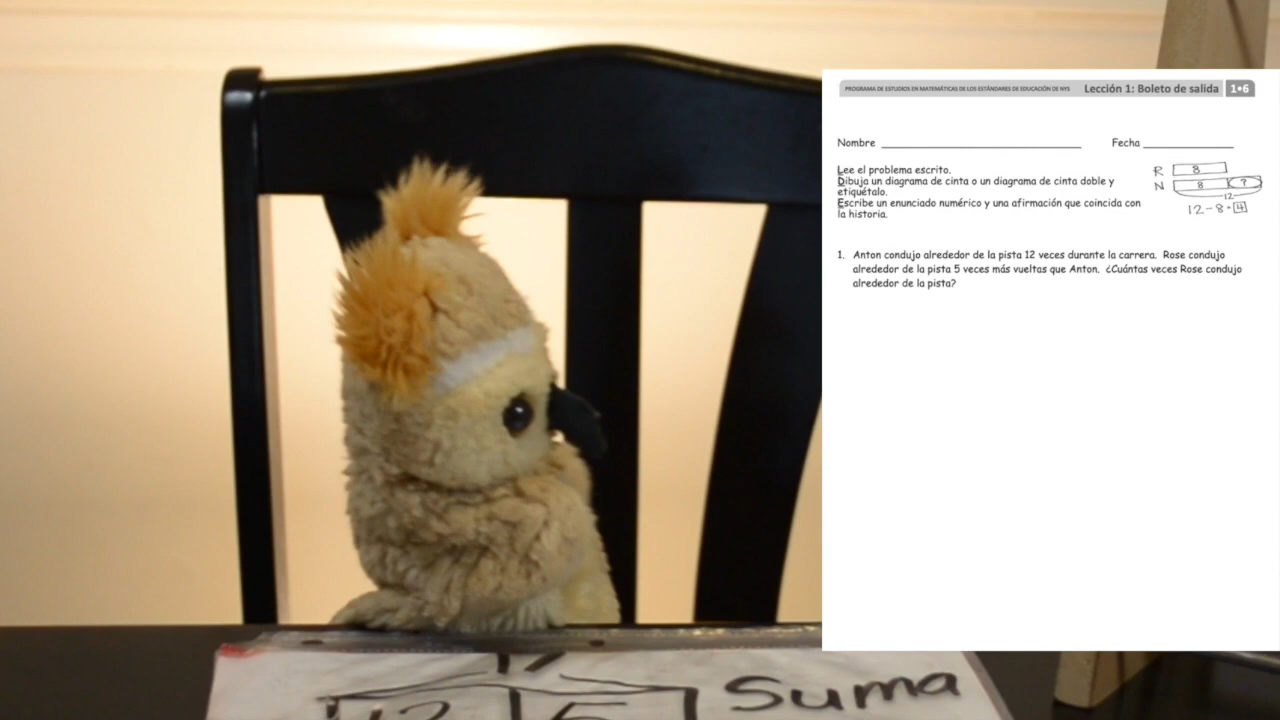 PROGRAMA DE ESTUDIOS EN MATEMÁTICAS DE LOS ESTÁNDARES DE EDUCACIÓN DE NYS Lección 1: Boleto de salida 1•6
Nombre Fecha
Lee el problema escrito.
Dibuja un diagrama de cinta o un diagrama de cinta doble y
etiquétalo.
Escribe un enunciado numérico y una afirmación que coincida con
la historia.
R 8
N 8 ?
12
12-8=4
1. Anton condujo alrededor de la pista 12 veces durante la carrera. Rose condujo
alrededor de la pista 5 veces más vueltas que Anton. ¿Cuántas veces Rose condujo
alrededor de la pista?
17
12 5 Suma